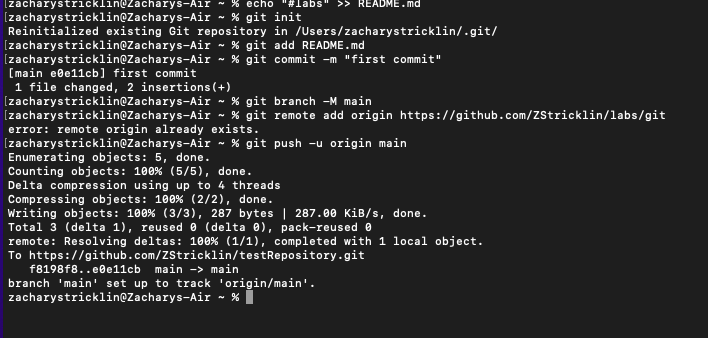 [zacharystricklin@Zacharys-Air ~ % echo "#labs" >> README.md
[zacharystricklin@Zacharys-Air ~ % git init
Reinitialized existing Git repository in /Users/zacharystricklin/.git/
[zacharystricklin@Zacharys-Air ~ % git add README.md
[zacharystricklin@Zacharys-Air ~ % git commit -m "first commit"
[main e0e11cb] first commit
 1 file changed, 2 insertions(+)
[zacharystricklin@Zacharys-Air ~ % git branch -M main
[zacharystricklin@Zacharys-Air ~ % git remote add origin https://github.com/ZStricklin/labs/git
error: remote origin already exists.
[zacharystricklin@Zacharys-Air ~ % git push -u origin main
Enumerating objects: 5, done.
Counting objects: 100% (5/5), done.
Delta compression using up to 4 threads
Compressing objects: 100% (2/2), done.
Writing objects: 100% (3/3), 287 bytes | 287.00 KiB/s, done.
Total 3 (delta 1), reused 0 (delta 0), pack-reused 0
remote: Resolving deltas: 100% (1/1), completed with 1 local object.
To https://github.com/ZStricklin/testRepository.git
   f8198f8..e0e11cb  main -> main
branch 'main' set up to track 'origin/main'.
zacharystricklin@Zacharys-Air ~ %